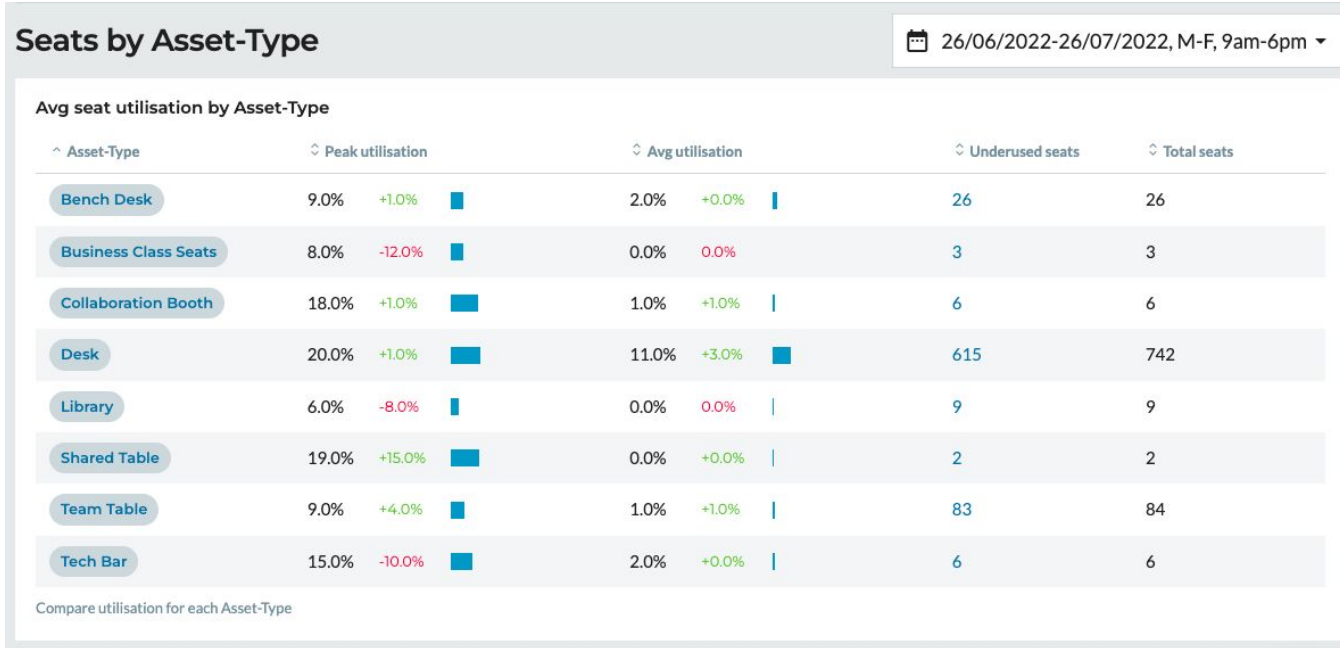 Seats by Asset-Type
26/06/2022-26/07/2022, M-F, 9am-6pm
Avg seat utilisation by Asset-Type
Asset-Type Peak utilisation Avg utilisation Underused seats Total seats
Bench Desk 9.0% +1.0% 2.0% +0.0% 26 26
Business Class Seats 8.0% -12.0% 0.0% 0.0% 3 3
Collaboration Booth 18.0% +1.0% 1.0% +1.0% 6 6
Desk 20.0% +1.0% 11.0% +3.0% 615 742
Library 6.0% -8.0% 0.0% 0.0% 9 9
Shared Table 19.0% +15.0% 0.0% +0.0% 2 2
Team Table 9.0% +4.0% 1.0% +1.0% 83 84
Tech Bar 15.0% -10.0% 2.0% +0.0% 6 6
Compare utilisation for each Asset-Type